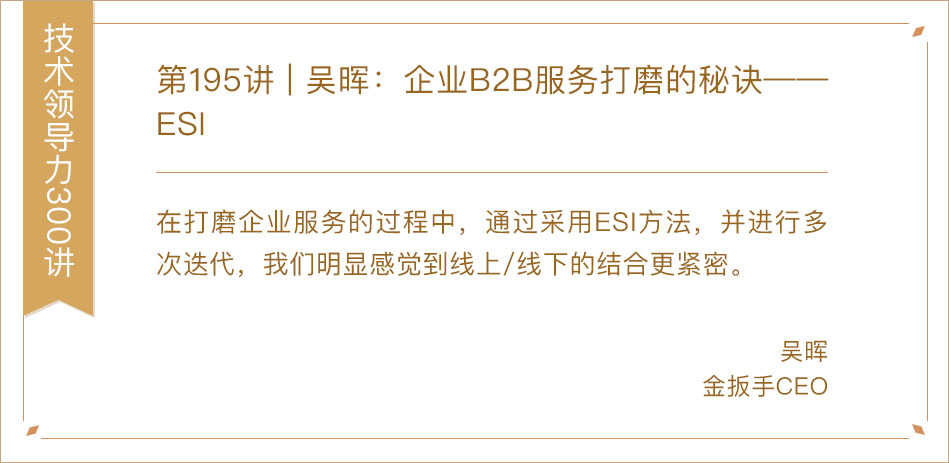 技术领导力300讲
第195讲 | 吴晖：企业B2B服务打磨的秘诀——
ESI
在打磨企业服务的过程中，通过采用ESI方法，并进行多
次迭代，我们明显感觉到线上/线下的结合更紧密。
吴晖
金扳手CEO